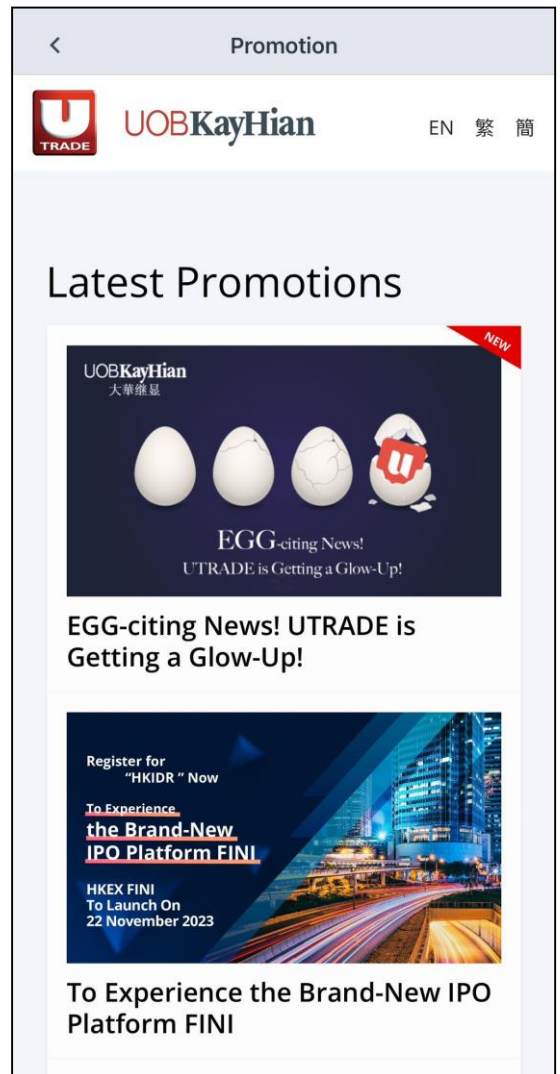 Promotion
U
TRADE
UOBKayHian
EN 繁 簡
Latest Promotions
NEW
UOBKayHian
大華继显
U
EGG-citing News!
UTRADE is Getting a Glow-Up!
EGG-citing News! UTRADE is
Getting a Glow-Up!
Register for
“HKIDR ” Now
To Experience
the Brand-New
IPO Platform FINI
HKEX FINI
To Launch On
22 November 2023
To Experience the Brand-New IPO
Platform FINI